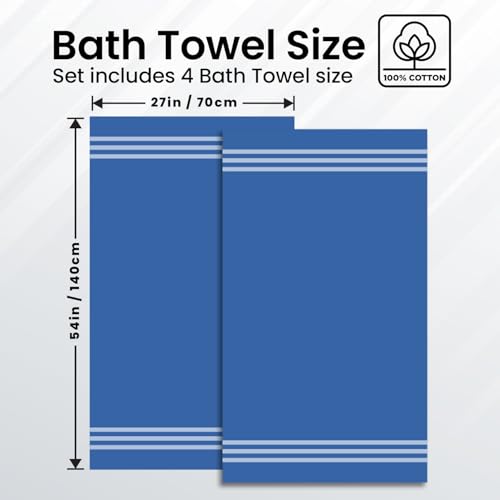 Bath Towel Size
Set includes 4 Bath Towel size
100% COTTON
27in / 70cm
54in / 140cm